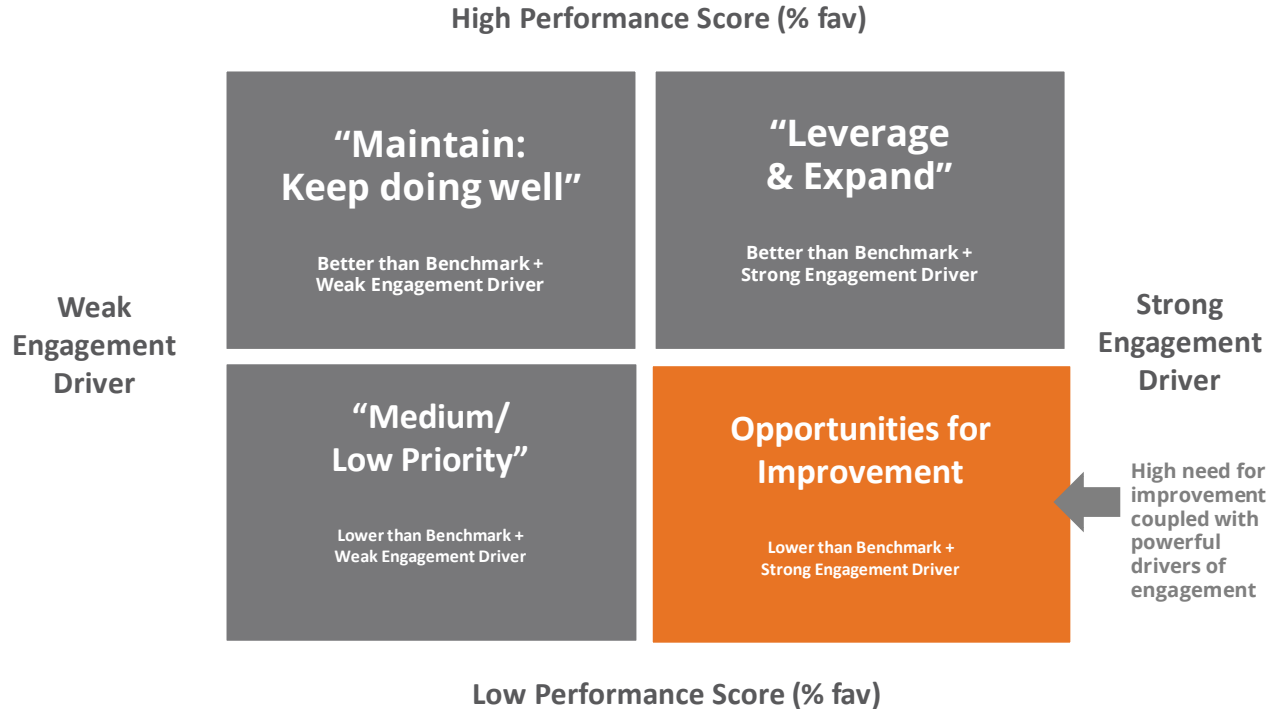 High Performance Score (% fav)
“Maintain:
Keep doing well”
Better than Benchmark +
Weak Engagement Driver
“Leverage
& Expand”
Better than Benchmark +
Strong Engagement Driver
Weak
Engagement
Driver
Strong
Engagement
Driver
“Medium/
Low Priority”
Lower than Benchmark +
Weak Engagement Driver
Opportunities for
Improvement
Lower than Benchmark +
Strong Engagement Driver
High need for
improvement
coupled with
powerful
drivers of
engagement
Low Performance Score (% fav)